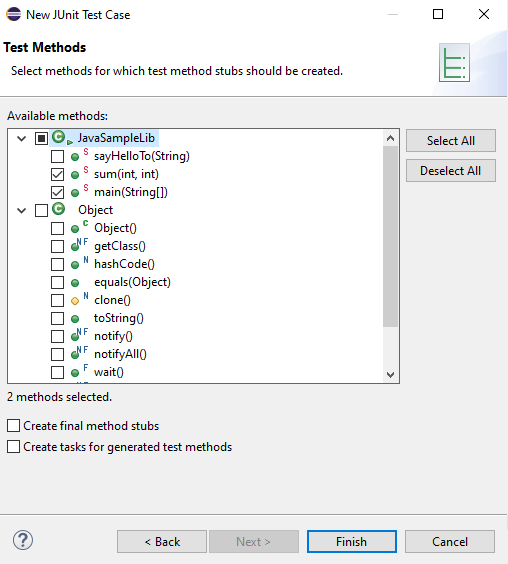 New JUnit Test Case
Test Methods
Select methods for which test method stubs should be created.
Available methods:
C JavaSampleLib
S sayHelloTo(String)
S sum(int, int)
S main(String[])
C Object
C Object()
NF getClass()
N hashCode()
equals(Object)
N clone()
toString()
NF notify()
NF notifyAll()
F wait()
Select All
Deselect All
2 methods selected.
Create final method stubs
Create tasks for generated test methods
? < Back Next > Finish Cancel